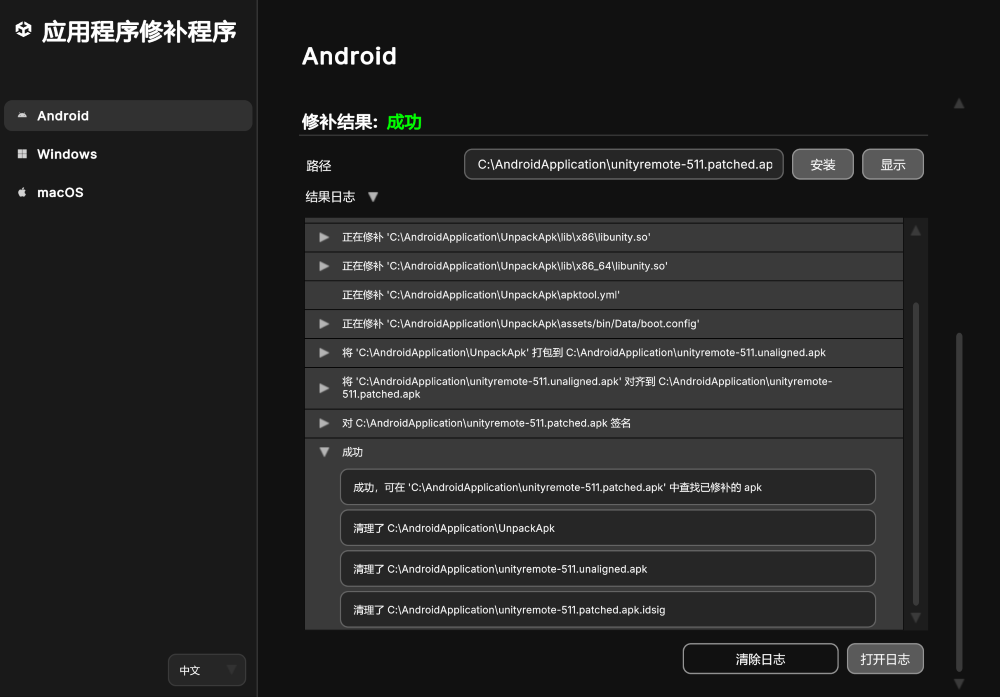 应用程序修补程序
Android
Windows
macOS
中文
Android
修补结果: 成功
路径
C:\AndroidApplication\unityremote-511.patched.ap
安装
显示
结果日志
正在修补 'C:\AndroidApplication\UnpackApk\lib\x86\libunity.so'
正在修补 'C:\AndroidApplication\UnpackApk\lib\x86_64\libunity.so'
正在修补 'C:\AndroidApplication\UnpackApk\apktool.yml'
正在修补 'C:\AndroidApplication\UnpackApk\assets/bin/Data/boot.config'
将 'C:\AndroidApplication\UnpackApk' 打包到 C:\AndroidApplication\unityremote-511.unaligned.apk
将 'C:\AndroidApplication\unityremote-511.unaligned.apk' 对齐到 C:\AndroidApplication\unityremote-
511.patched.apk
对 C:\AndroidApplication\unityremote-511.patched.apk 签名
成功
成功，可在 'C:\AndroidApplication\unityremote-511.patched.apk' 中查找已修补的 apk
清理了 C:\AndroidApplication\UnpackApk
清理了 C:\AndroidApplication\unityremote-511.unaligned.apk
清理了 C:\AndroidApplication\unityremote-511.patched.apk.idsig
清除日志
打开日志